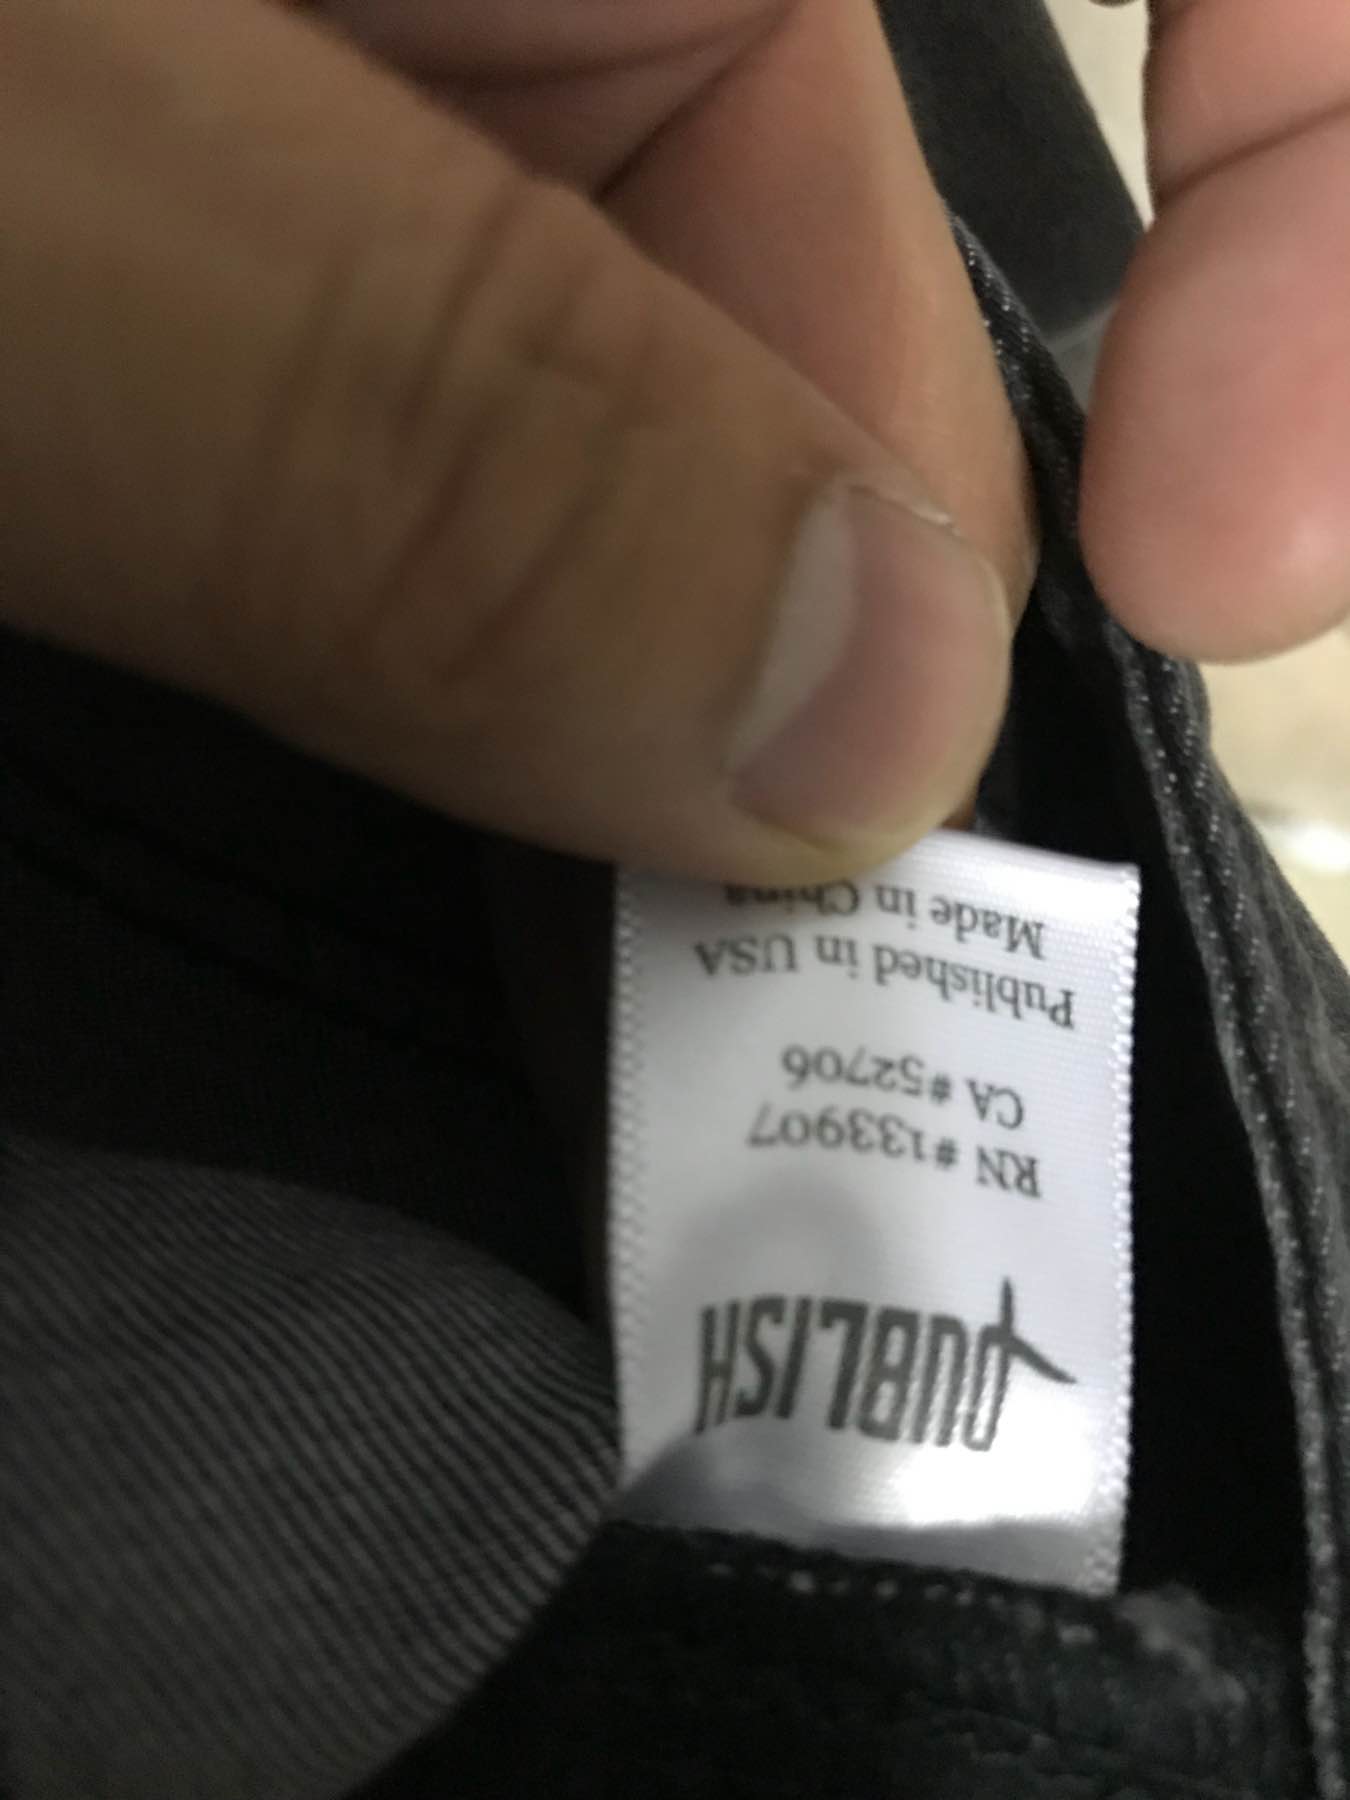 PUBLISH
RN #133907
CA #52706
Published in USA
Made in China